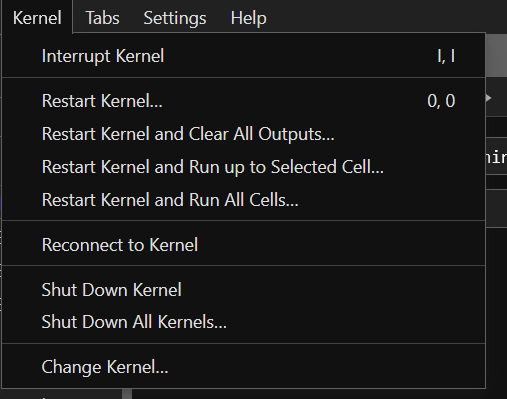 Kernel Tabs Settings Help
Interrupt Kernel I, I
Restart Kernel... 0, 0
Restart Kernel and Clear All Outputs...
Restart Kernel and Run up to Selected Cell...
Restart Kernel and Run All Cells...
Reconnect to Kernel
Shut Down Kernel
Shut Down All Kernels...
Change Kernel...